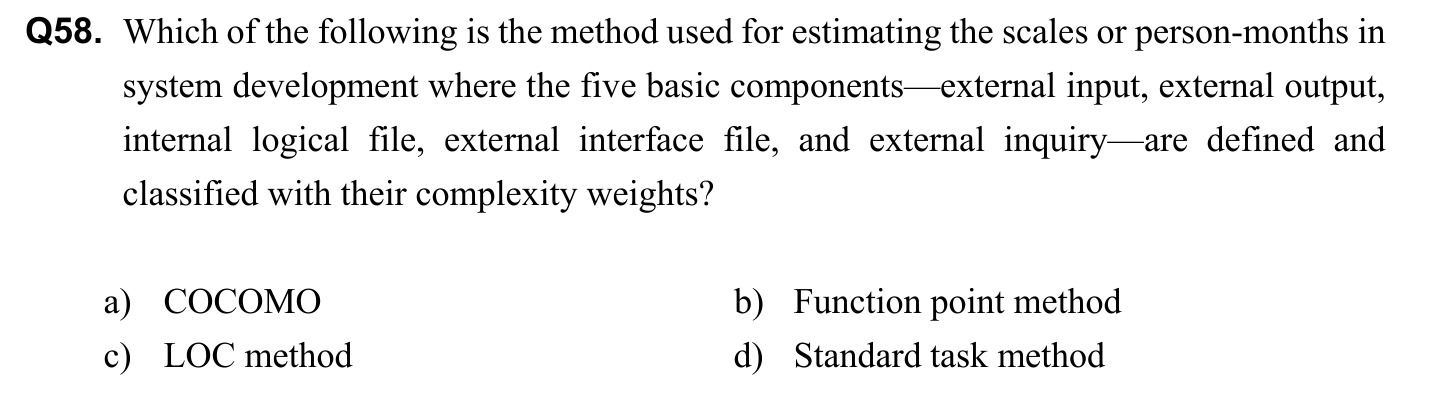 Q58. Which of the following is the method used for estimating the scales or person-months in
system development where the five basic components—external input, external output,
internal logical file, external interface file, and external inquiry—are defined and
classified with their complexity weights?
a) COCOMO b) Function point method
c) LOC method d) Standard task method